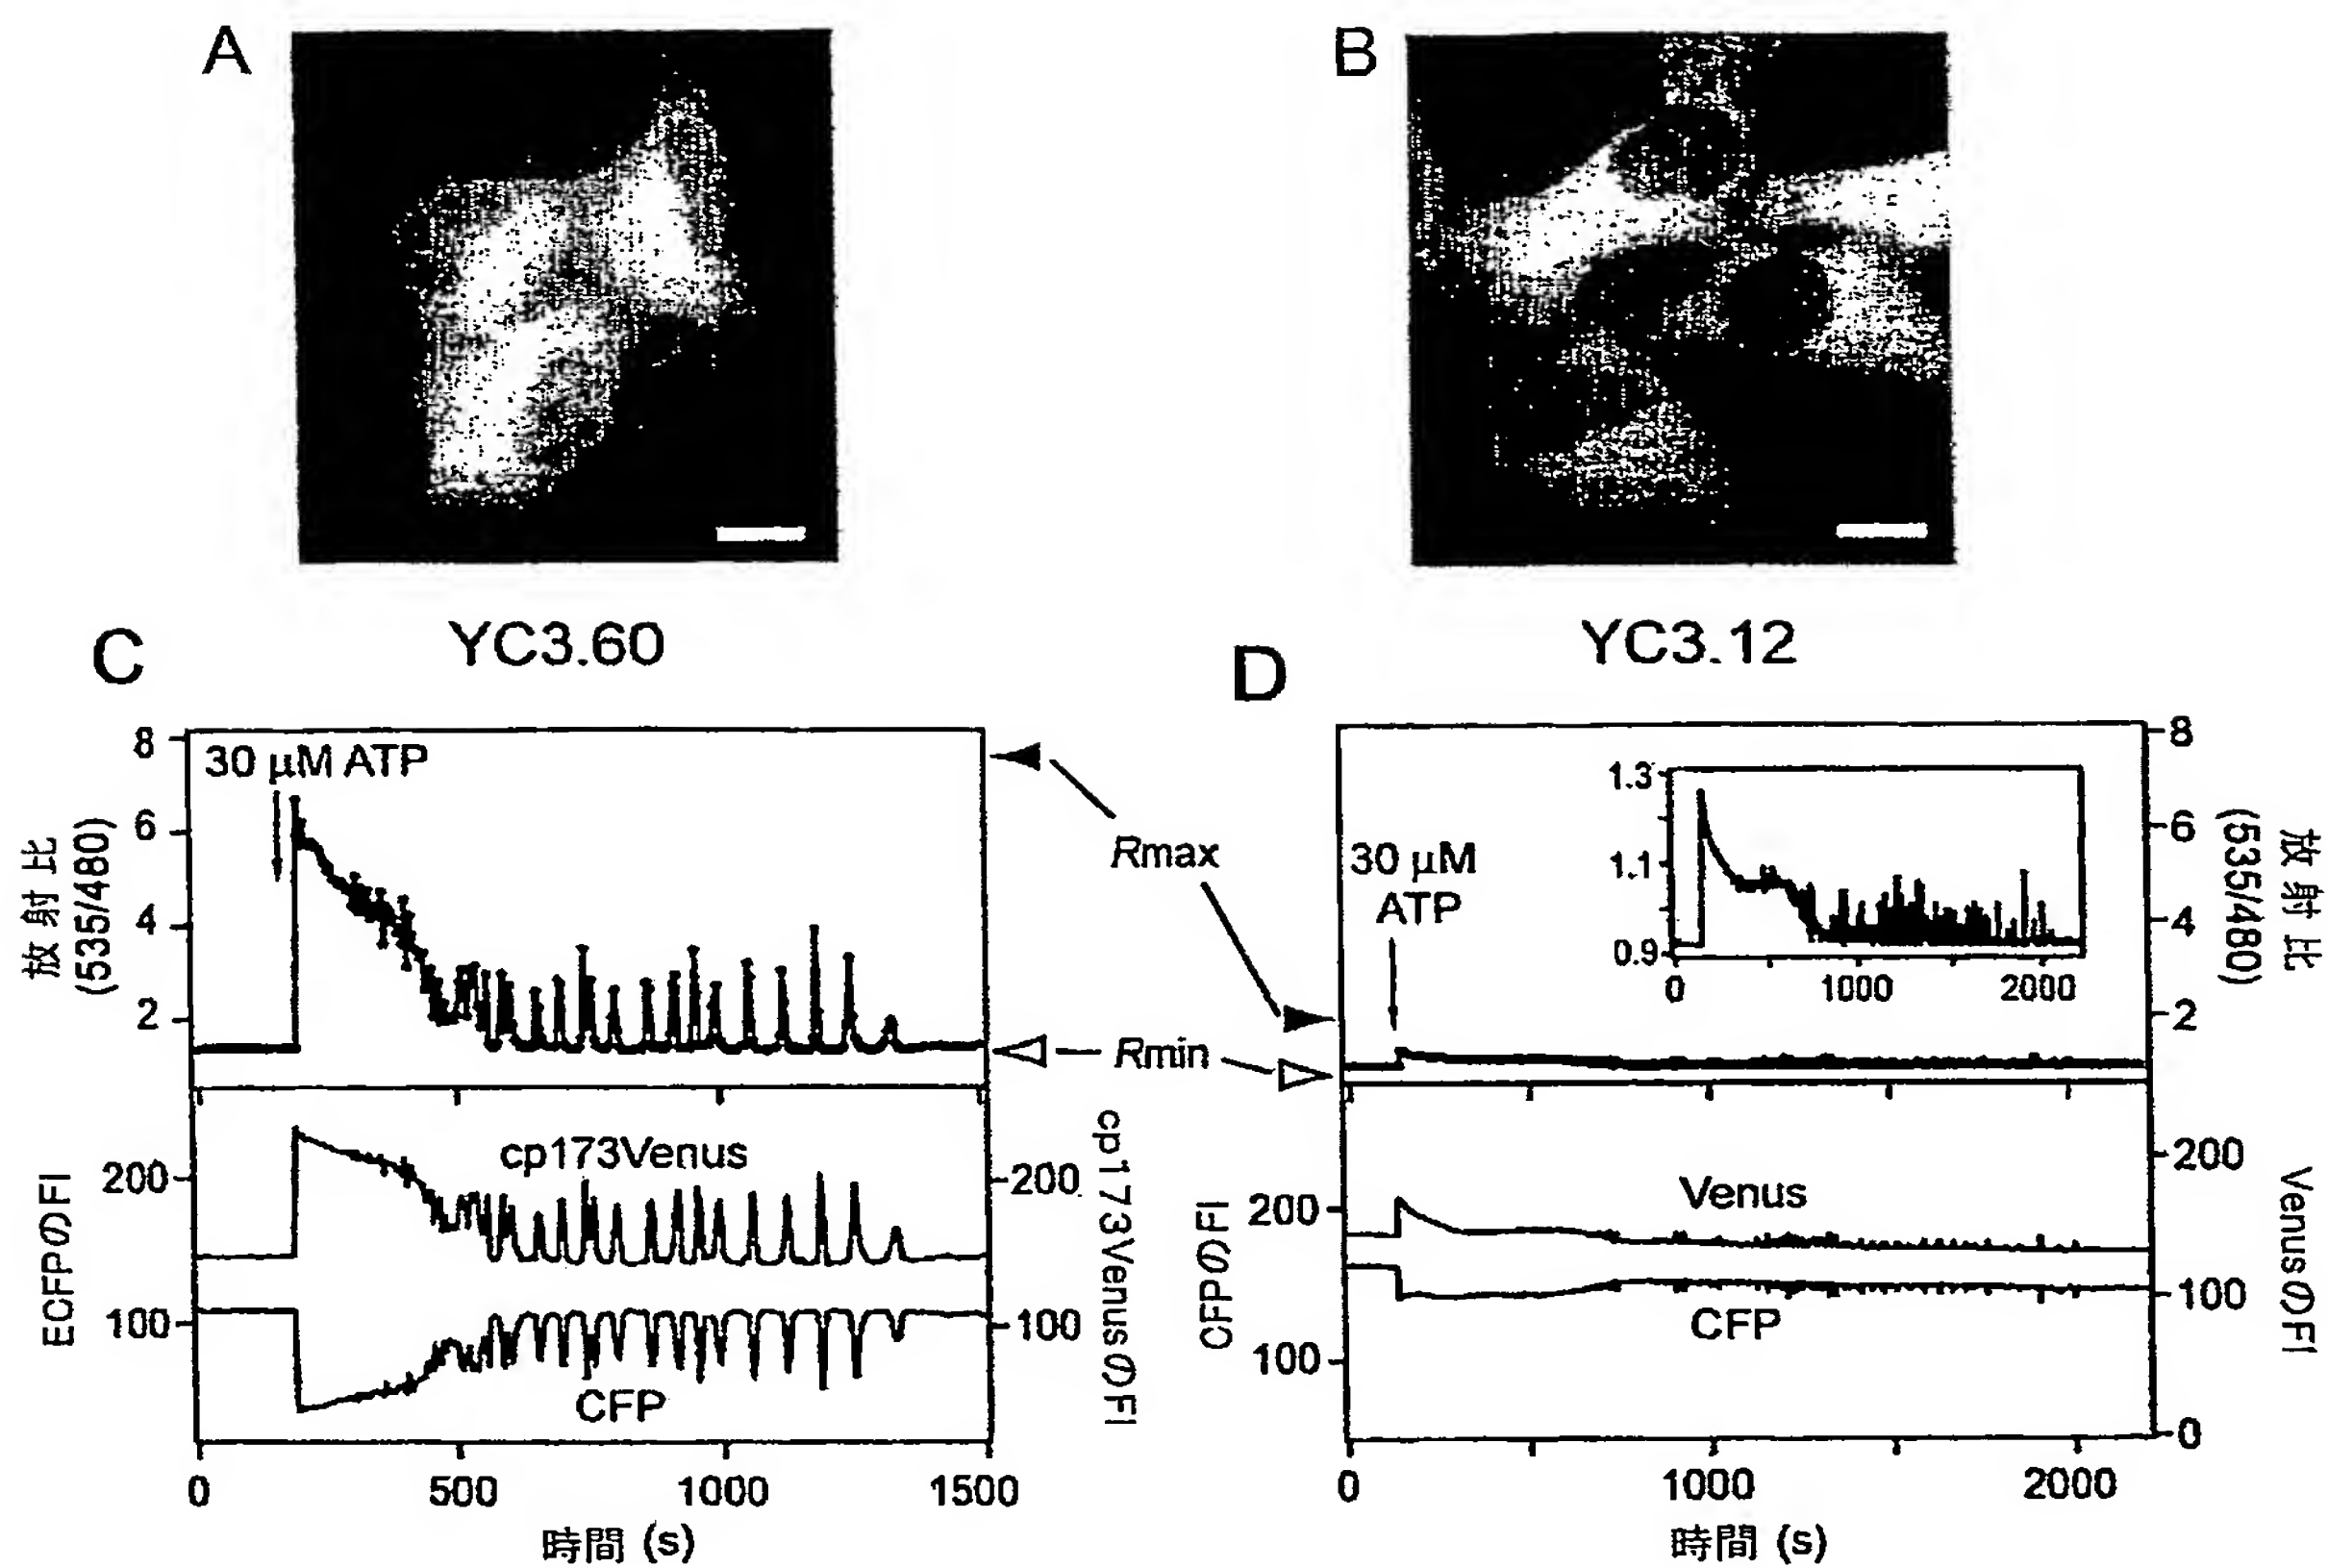 A
B
YC3.60
YC3.12
C
D
8
6
4
2
30 μM ATP
放射比
(535/480)
Rmax
Rmin
8
6
4
2
30 μM
ATP
1.3
1.1
0.9
0
1000
2000
放射比
(535/480)
200
100
ECFPのFI
cp173Venus
CFP
200
100
cp173VenusのFI
0
500
1000
1500
時間 (s)
200
100
CFPのFI
Venus
CFP
200
100
0
VenusのFI
0
1000
2000
時間 (s)